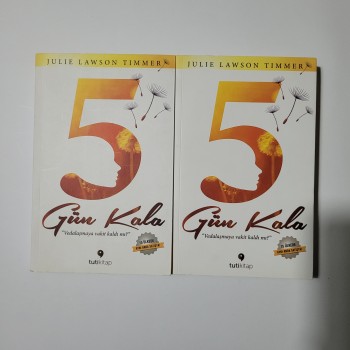 JULIE LAWSON TIMMER
5
Gün Kala
"Vedalaşmaya vakit kaldı mı?"
tutikitap
JULIE LAWSON TIMMER
5
Gün Kala
"Vedalaşmaya vakit kaldı mı?"
tutikitap